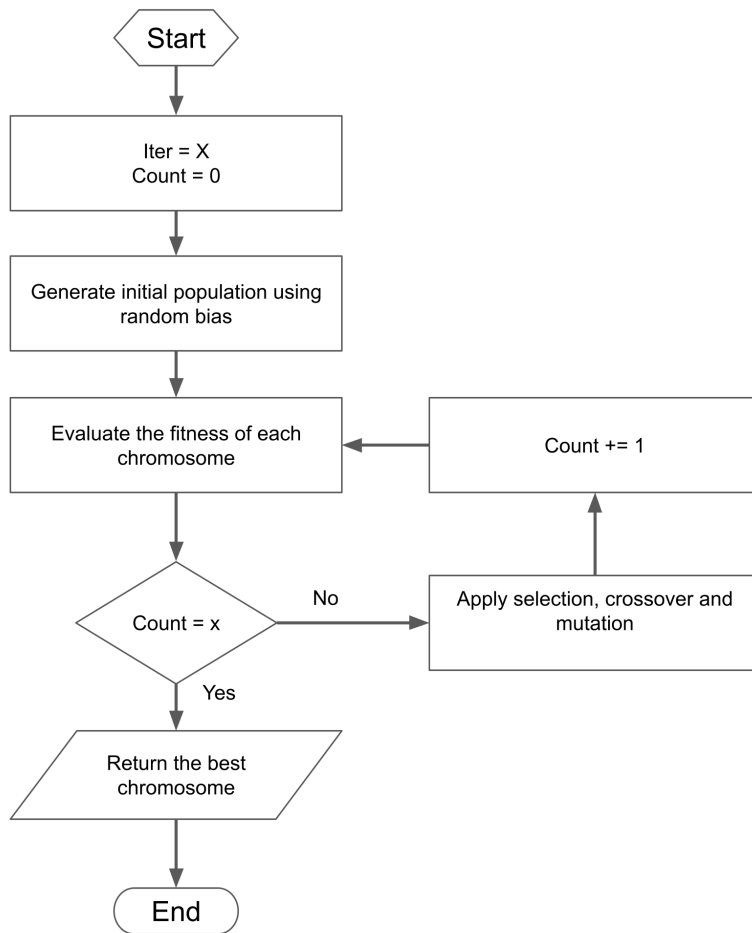 Start
Iter = X
Count = 0
Generate initial population using
random bias
Evaluate the fitness of each
chromosome
Count += 1
Count = x
No
Apply selection, crossover and
mutation
Yes
Return the best
chromosome
End